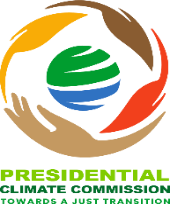 PRESIDENTIAL
CLIMATE COMMISSION
TOWARDS A JUST TRANSITION